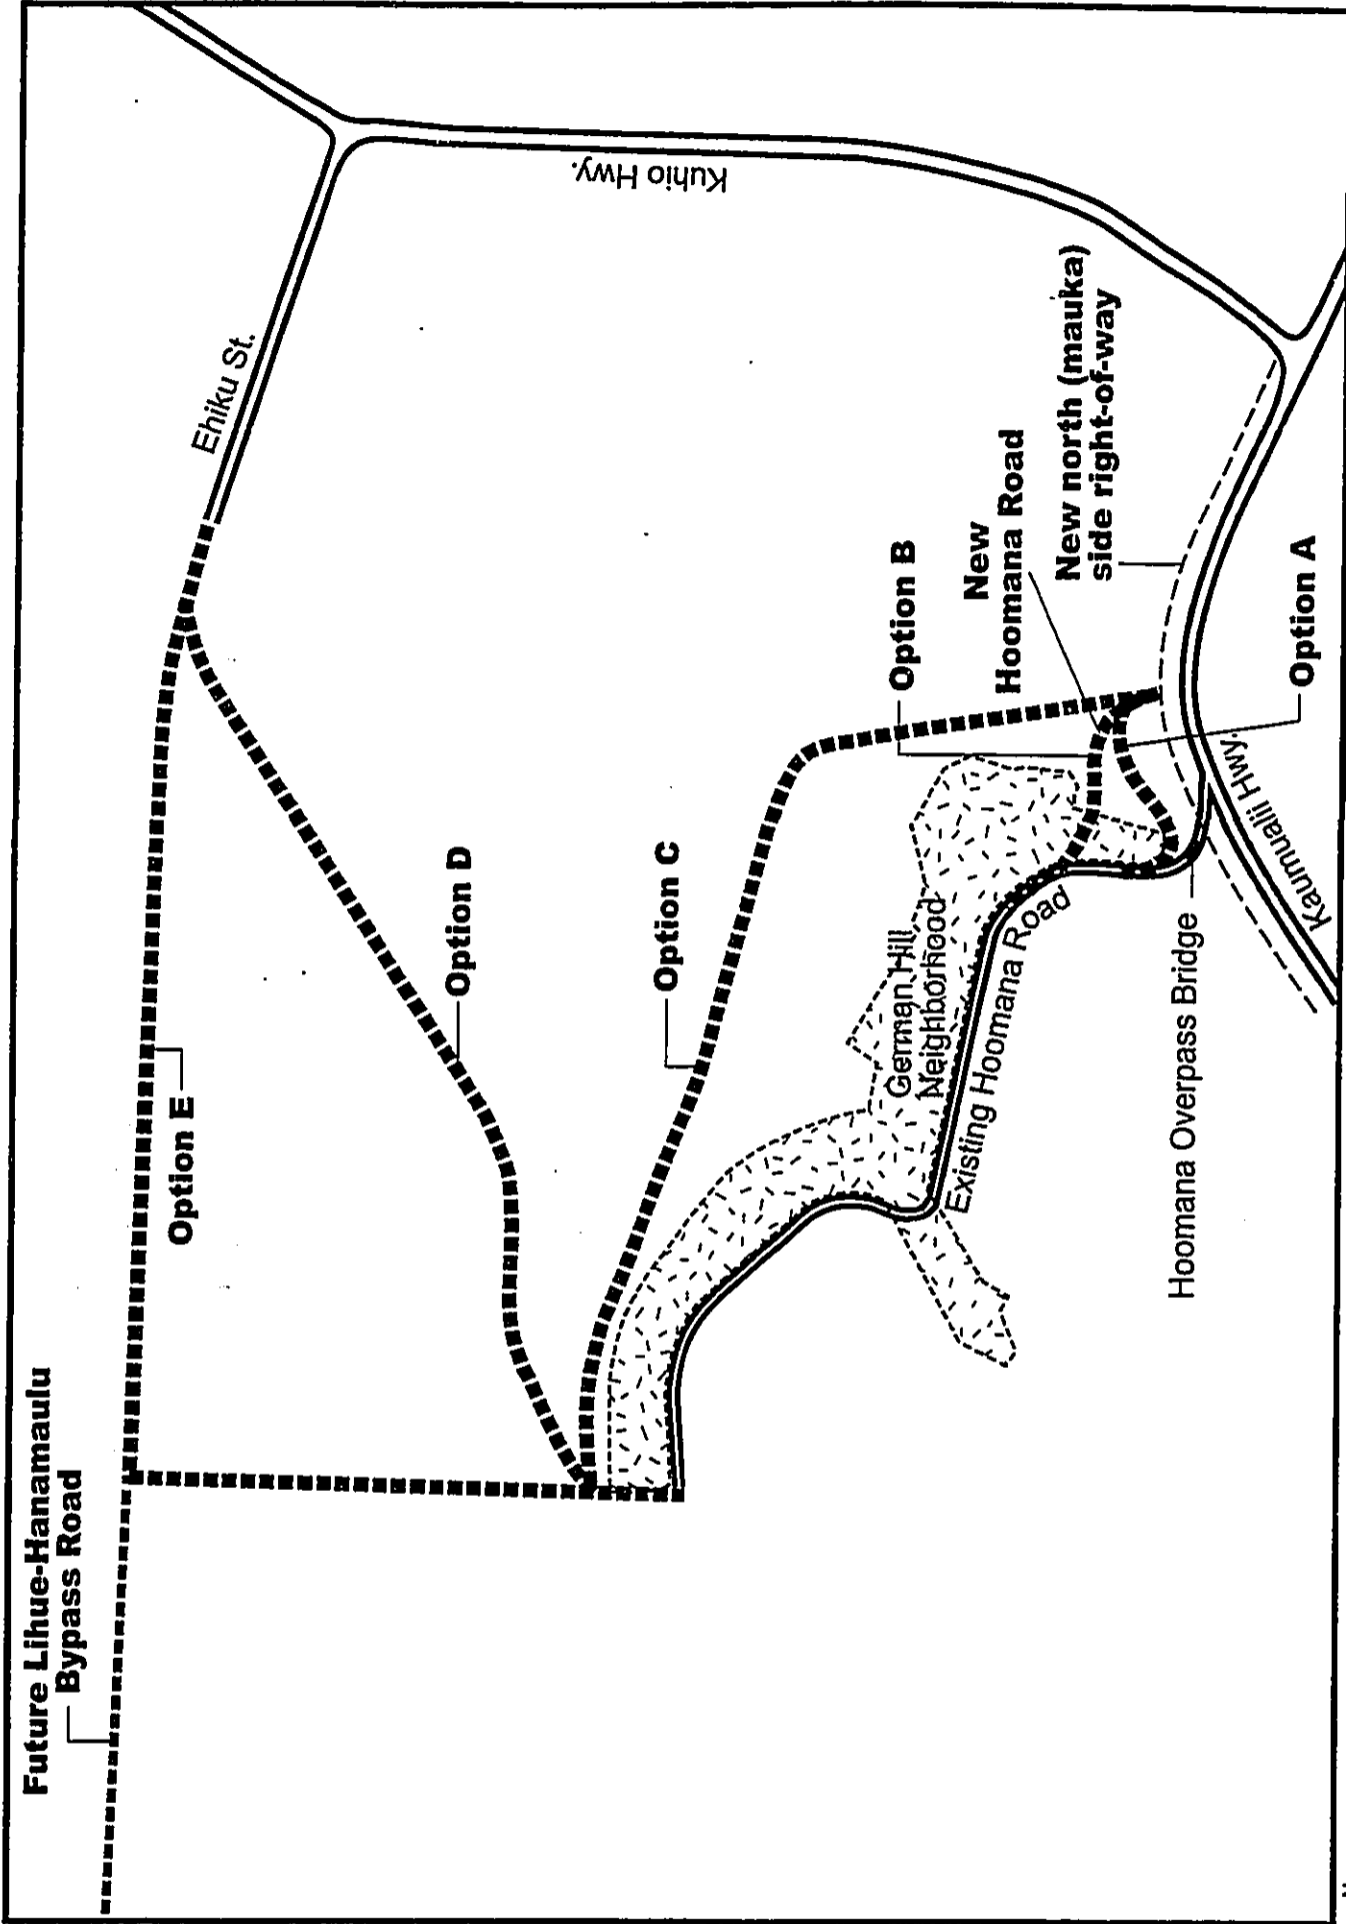 Future Lihue-Hanamaulu
Bypass Road
Option E
Ehiku St.
Kuhio Hwy.
Option D
Option C
Option B
New
Hoomana Road
New north (mauka)
side right-of-way
German Hill
Neighborhood
Existing Hoomana Road
Hoomana Overpass Bridge
Kaumualii Hwy.
Option A